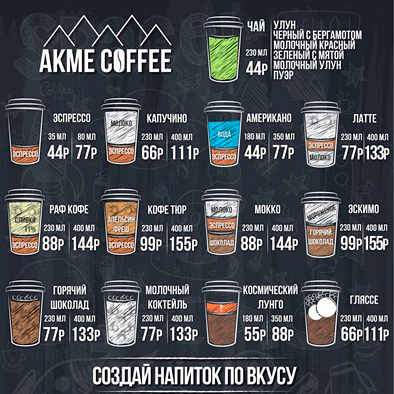 AKME COFFEE
ЧАЙ
230 МЛ
44Р
УЛУН
ЧЕРНЫЙ С БЕРГАМОТОМ
МОЛОЧНЫЙ КРАСНЫЙ
ЗЕЛЕНЫЙ С МЯТОЙ
МОЛОЧНЫЙ УЛУН
ПУЭР
ЭСПРЕССО
35 МЛ 80 МЛ
44Р 77Р
ЭСПРЕССО
КАПУЧИНО
230 МЛ 400 МЛ
66Р 111Р
МОЛОКО
ЭСПРЕССО
АМЕРИКАНО
180 МЛ 350 МЛ
44Р 77Р
ВОДА
ЭСПРЕССО
ЛАТТЕ
230 МЛ 400 МЛ
77Р 133Р
ЭСПРЕССО
МОЛОКО
РАФ КОФЕ
230 МЛ 400 МЛ
88Р 144Р
СЛИВКИ
11%
ЭСПРЕССО
КОФЕ ТЮР
230 МЛ 400 МЛ
99Р 155Р
АПЕЛЬСИН
ФРЕШ
ЭСПРЕССО
МОККО
230 МЛ 400 МЛ
88Р 144Р
МОЛОКО
ЭСПРЕССО
ШОКОЛАД
ЭСКИМО
230 МЛ 400 МЛ
99Р 155Р
МОРОЖЕНОЕ
ГОРЯЧИЙ
ШОКОЛАД
ГОРЯЧИЙ
ШОКОЛАД
230 МЛ 400 МЛ
77Р 133Р
МОЛОЧНЫЙ
КОКТЕЙЛЬ
230 МЛ 400 МЛ
77Р 133Р
КОСМИЧЕСКИЙ
ЛУНГО
180 МЛ 350 МЛ
55Р 88Р
ГЛЯССЕ
230 МЛ 400 МЛ
66Р 111Р
СОЗДАЙ НАПИТОК ПО ВКУСУ